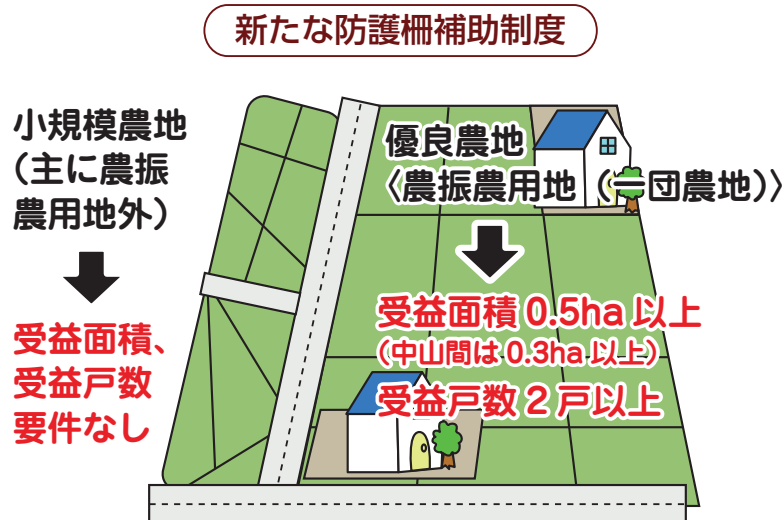 新たな防護柵補助制度
小規模農地
（主に農振
農用地外）
受益面積、
受益戸数
要件なし
優良農地
〈農振農用地（一団農地）〉
受益面積 0.5ha 以上
（中山間は 0.3ha 以上）
受益戸数 2 戸以上